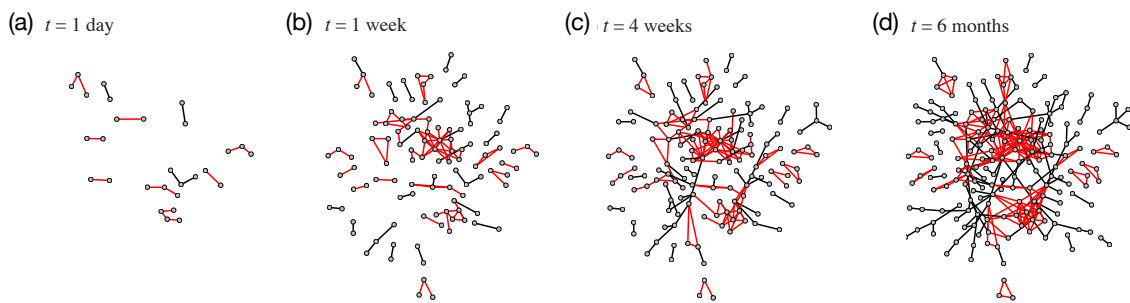 (a) t = 1 day
(b) t = 1 week
(c) t = 4 weeks
(d) t = 6 months